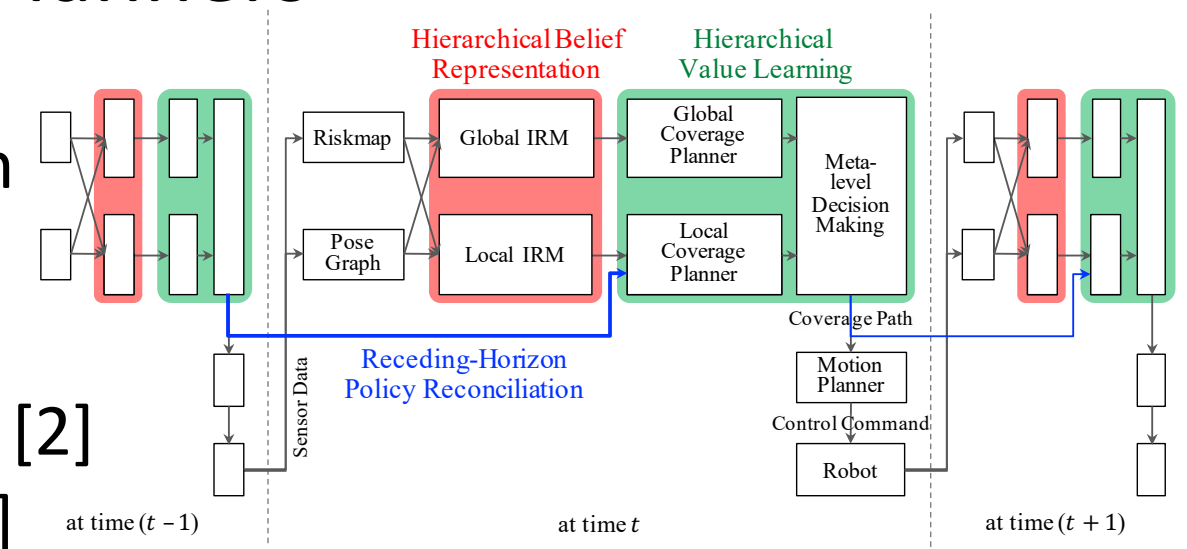 Hierarchical Belief
Representation
Hierarchical
Value Learning
Riskmap
Global IRM
Global
Coverage
Planner
Meta-
level
Decision
Making
Pose
Graph
Local IRM
Local
Coverage
Planner
Coverage Path
Receding-Horizon
Policy Reconciliation
Sensor Data
Motion
Planner
Control Command
Robot
[2]
]
at time (t – 1)
at time t
at time (t + 1)